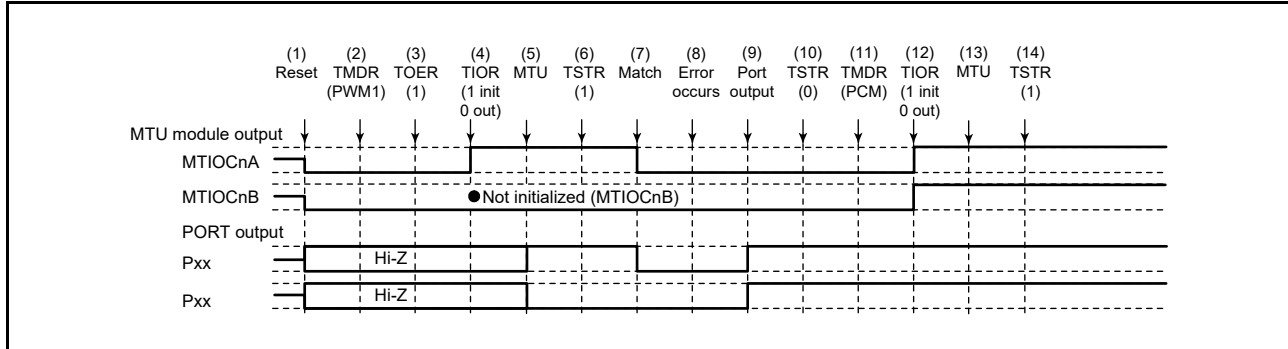 (1) (2) (3) (4) (5) (6) (7) (8) (9) (10) (11) (12) (13) (14)
Reset TMDR TOER TIOR MTU TSTR Match Error Port TSTR TMDR TIOR MTU TSTR
(PWM1) (1) (1 init (1) occurs output (0) (PCM) (1 init (1)
0 out) 0 out)
MTU module output
MTIOCnA
MTIOCnB Not initialized (MTIOCnB)
PORT output
Pxx Hi-Z
Pxx Hi-Z